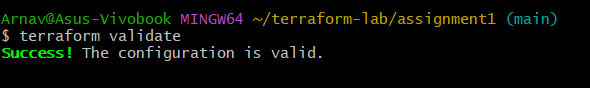 Arnav@Asus-Vivobook MINGW64 ~/terraform-lab/assignment1 (main)
$ terraform validate
Success! The configuration is valid.